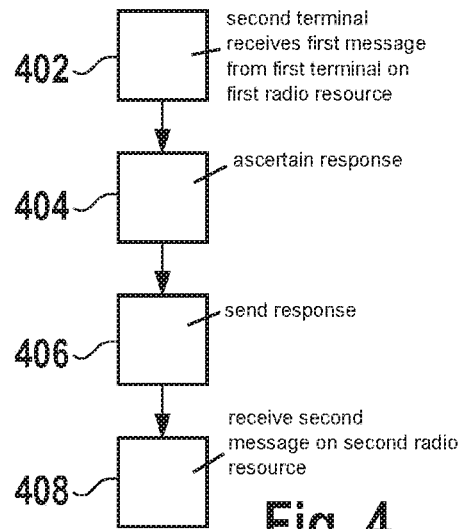 second terminal
receives first message
from first terminal on
first radio resource
402
ascertain response
404
send response
406
receive second
message on second radio
resource
408
Fig. 4